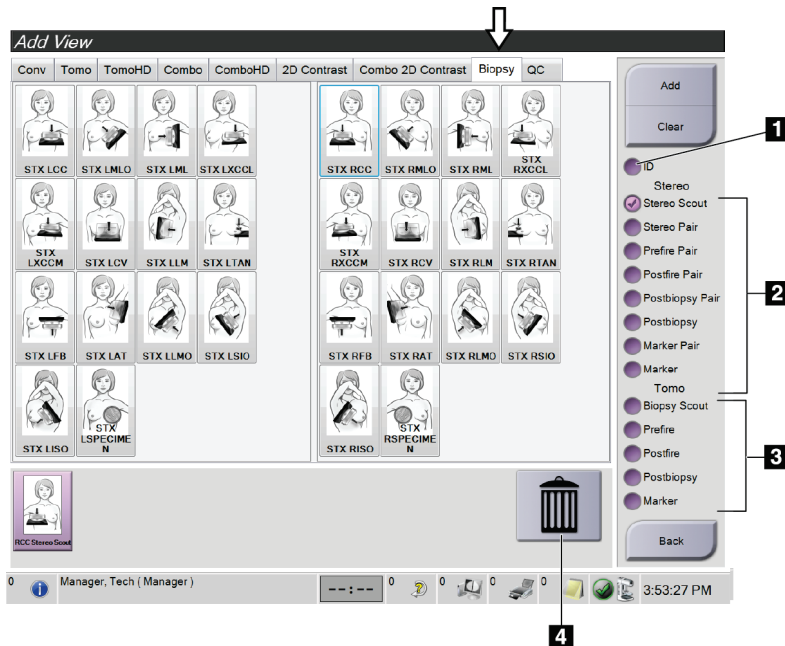 Add View
Conv Tomo TomoHD Combo ComboHD 2D Contrast Combo 2D Contrast Biopsy QC
STX LCC STX LMLO STX LML STX LXCCL
STX RCC STX RMLO STX RML STX
RXCCL
STX
LXCCM STX LCV STX LLM STX LTAN
STX
RXCCM STX RCV STX RLM STX RTAN
STX LFB STX LAT STX LLMO STX LSIO
STX RFB STX RAT STX RLMO STX RSIO
STX LISO STX
LSPECIME
N
STX RISO STX
RSPECIME
N
Add
Clear
1
ID
Stereo
Stereo Scout
Stereo Pair
Prefire Pair
Postfire Pair
Postbiopsy Pair
Postbiopsy
Marker Pair
Marker
2
Tomo
Biopsy Scout
Prefire
Postfire
Postbiopsy
Marker
3
Back
RCC Stereo Scout
0 Manager, Tech ( Manager ) --:-- 0 0 0 0 3:53:27 PM
4